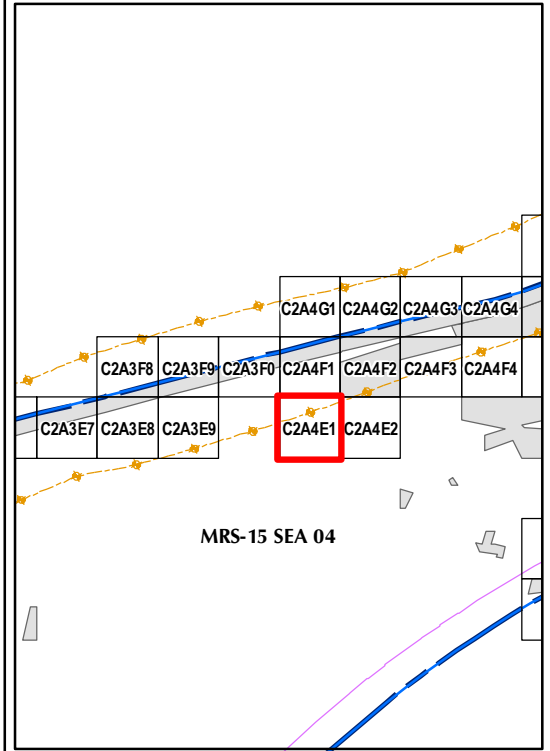 C2A4G1 C2A4G2 C2A4G3 C2A4G4
C2A3F8 C2A3F9 C2A3F0 C2A4F1 C2A4F2 C2A4F3 C2A4F4
C2A3E7 C2A3E8 C2A3E9 C2A4E1 C2A4E2
MRS-15 SEA 04